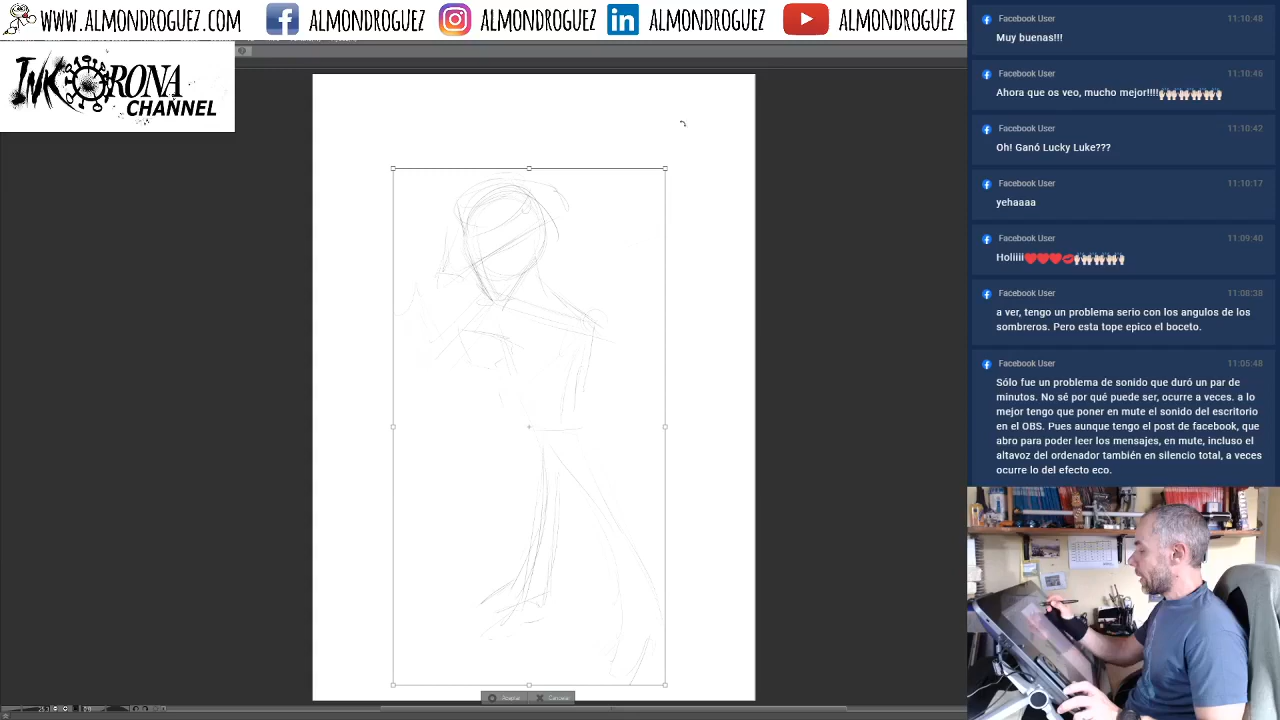 WWW.ALMONDROGUEZ.COM
ALMONDROGUEZ
ALMONDROGUEZ
ALMONDROGUEZ
ALMONDROGUEZ
INKORONA
CHANNEL
Facebook User 11:10:48
Muy buenas!!!
Facebook User 11:10:46
Ahora que os veo, mucho mejor!!!!🙌🏻🙌🏻🙌🏻
Facebook User 11:10:42
Oh! Ganó Lucky Luke???
Facebook User 11:10:17
yehaaaa
Facebook User 11:09:40
Holiiii❤❤❤💋
Facebook User 11:08:38
a ver, tengo un problema serio con los angulos de los
sombreros. Pero esta tope epico el boceto.
Facebook User 11:05:48
Sólo fue un problema de sonido que duró un par de
minutos. No sé por qué puede ser, ocurre a veces. a lo
mejor tengo que poner en mute el sonido del escritorio
en el OBS. Pues aunque tengo el post de facebook, que
abro para poder leer los mensajes, en mute, incluso el
altavoz del ordenador también en silencio total, a veces
ocurre lo del efecto eco.
Aceptar
Cancelar